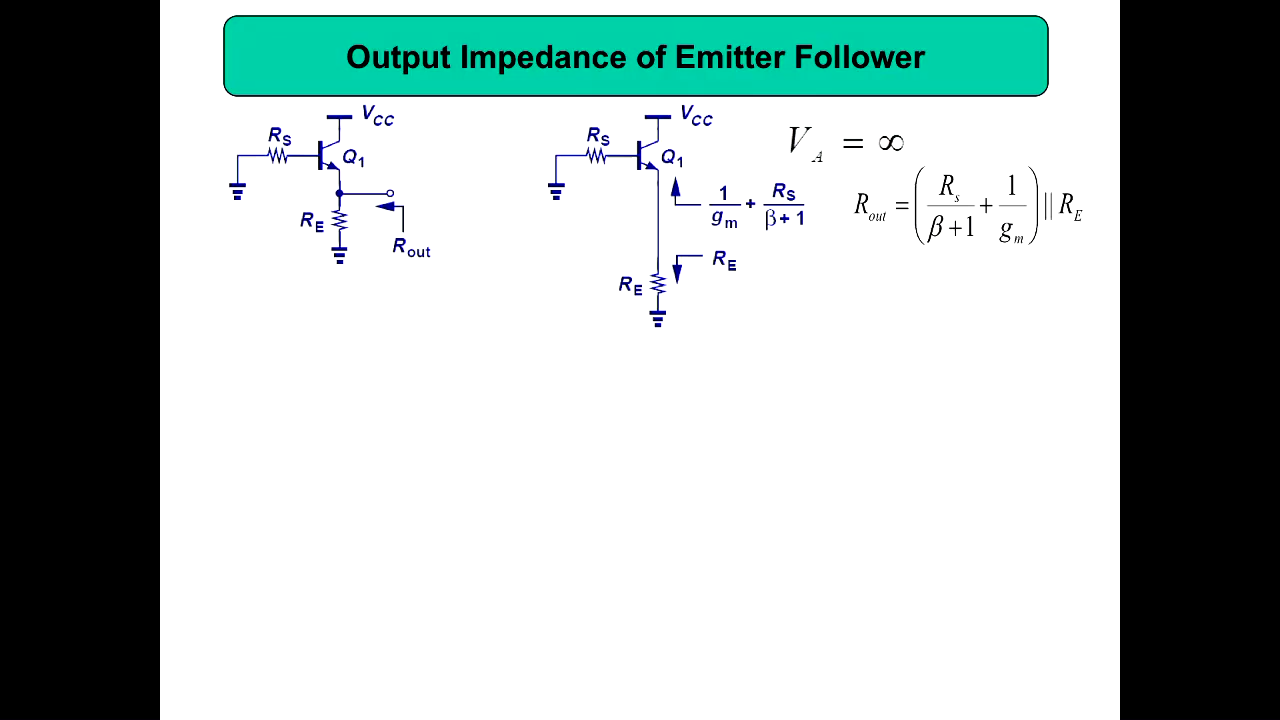 Output Impedance of Emitter Follower
V_CC
R_S
Q_1
R_E
R_out
V_CC
R_S
Q_1
1/g_m + R_S/(β+1)
R_E
R_E
V_A = ∞
R_out = (R_s/(β+1) + 1/g_m) || R_E